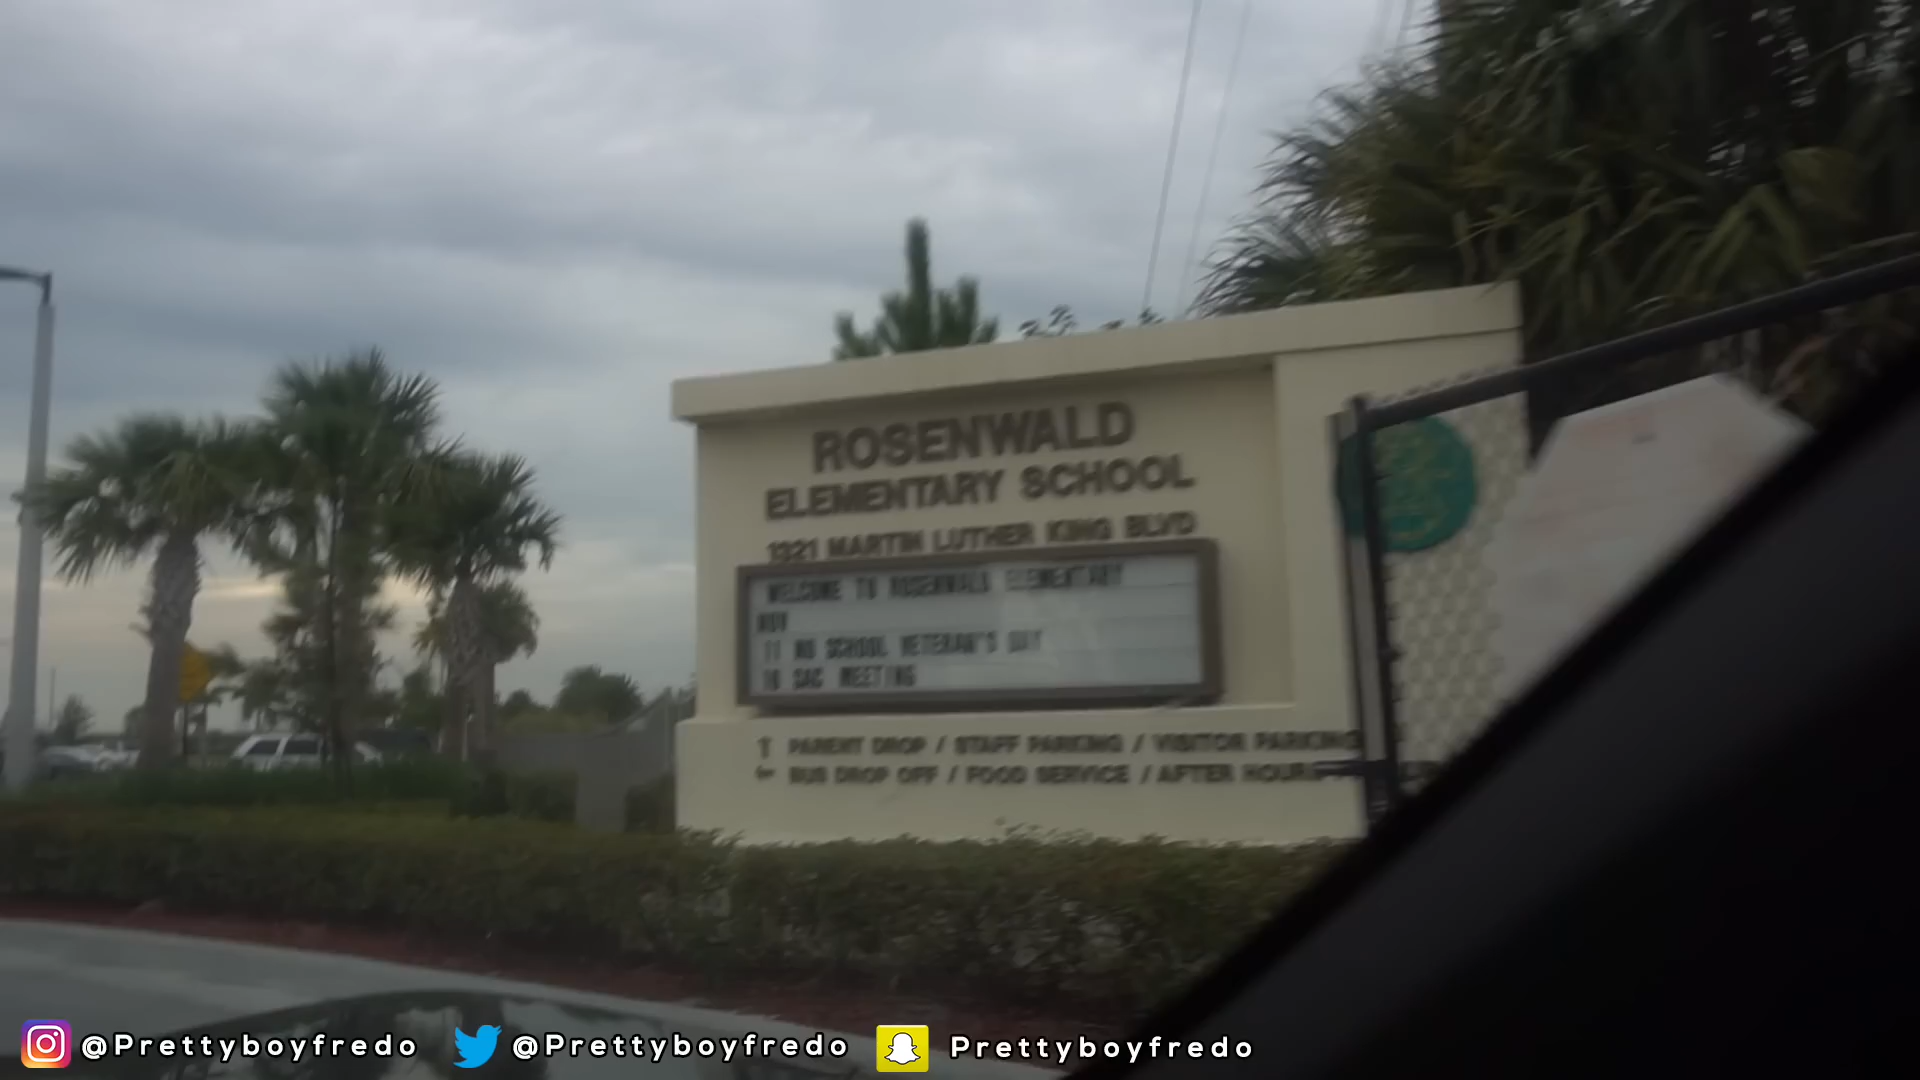 ROSENWALD
ELEMENTARY SCHOOL
1321 MARTIN LUTHER KING BLVD
WELCOME TO ROSENWALD ELEMENTARY
NOV
11 NO SCHOOL VETERAN'S DAY
SAC MEETING
PARENT DROP / STAFF PARKING / VISITOR PARKING
BUS DROP OFF / FOOD SERVICE / AFTER HOUR
@Prettyboyfredo @Prettyboyfredo Prettyboyfredo